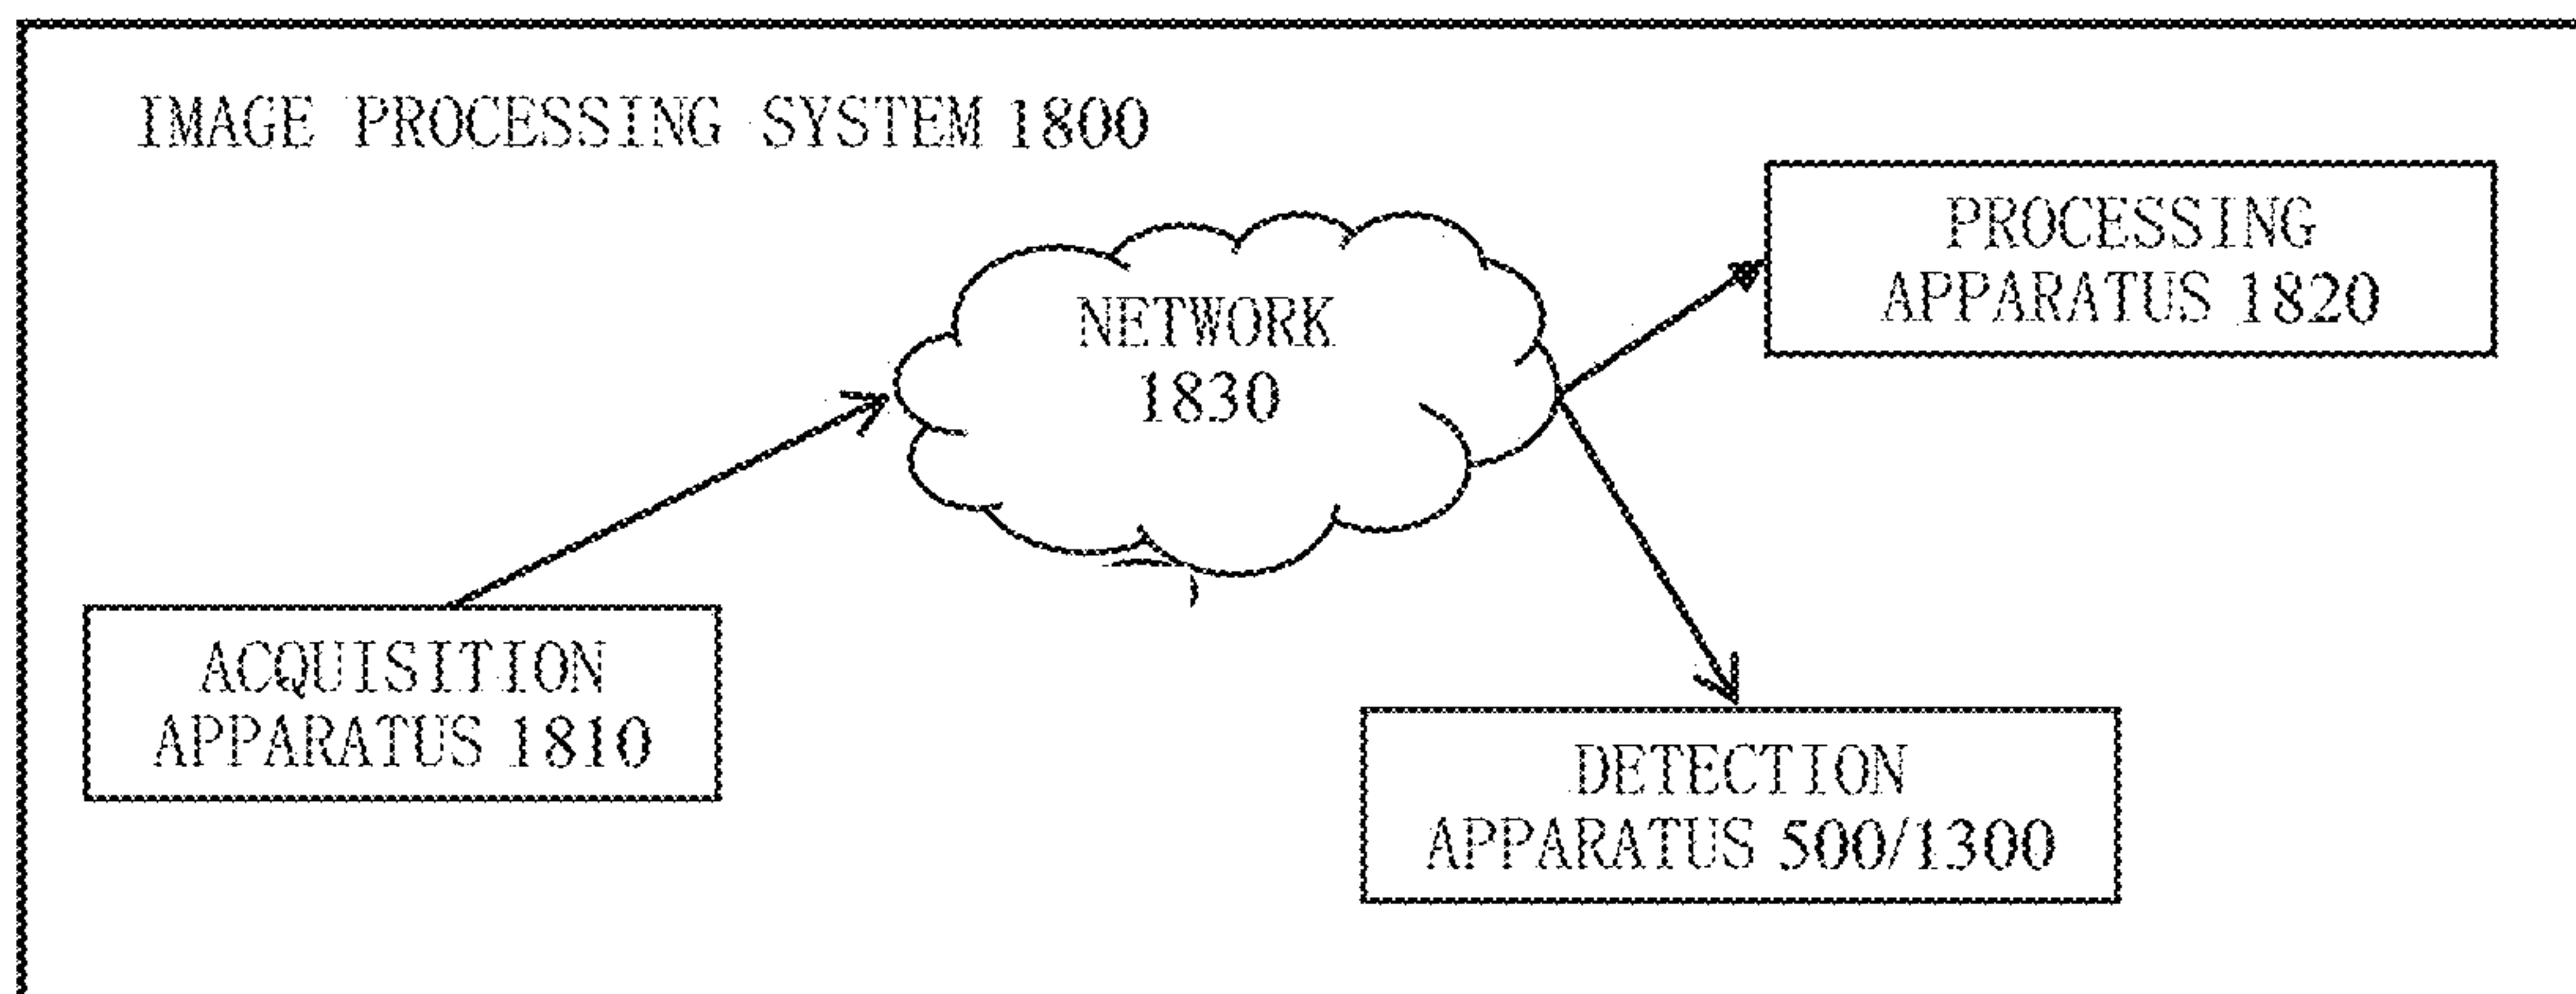 IMAGE PROCESSING SYSTEM 1800
PROCESSING
APPARATUS 1820
NETWORK
1830
ACQUISITION
APPARATUS 1810
DETECTION
APPARATUS 500/1300